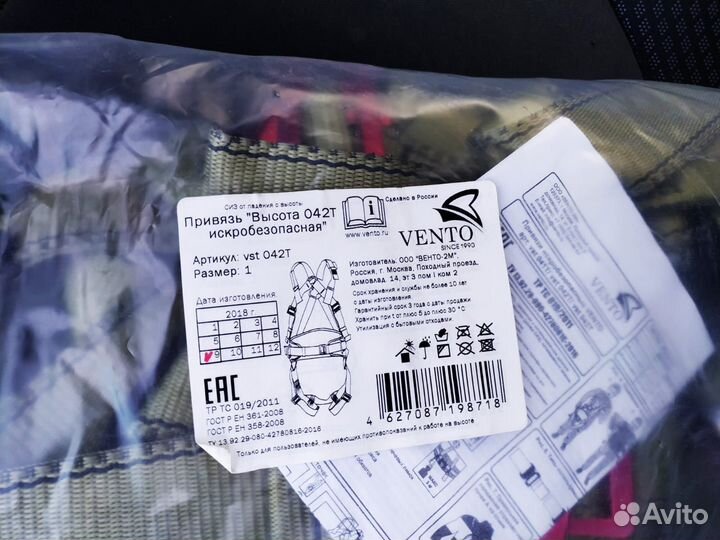 СИЗ от падения с высоты
Привязь "Высота 042Т
искробезопасная"
Артикул: vst 042Т
Размер: 1
Дата изготовления
2018 г
1 2 3 4
5 6 7 8
9 10 11 12
ЕАС
ТР ТС 019/2011
ГОСТ Р ЕН 361-2008
ГОСТ Р ЕН 358-2008
ТУ 13.92.29-080-42780816-2016
Только для пользователей, не имеющих противопоказаний к работе на высоте
i
www.vento.ru
Сделано в России
VENTO
SINCE 1990
Изготовитель: ООО "ВЕНТО-2М",
Россия, г. Москва, Походный проезд,
домовлад. 14, эт 3 пом I ком 2
Срок хранения и службы не более 10 лет
с даты изготовления
Гарантийный срок 3 года с даты продажи
Хранить при t от плюс 5 до плюс 30 °C
Утилизация с бытовыми отходами.
4 627087 198718
VENTO
Avito